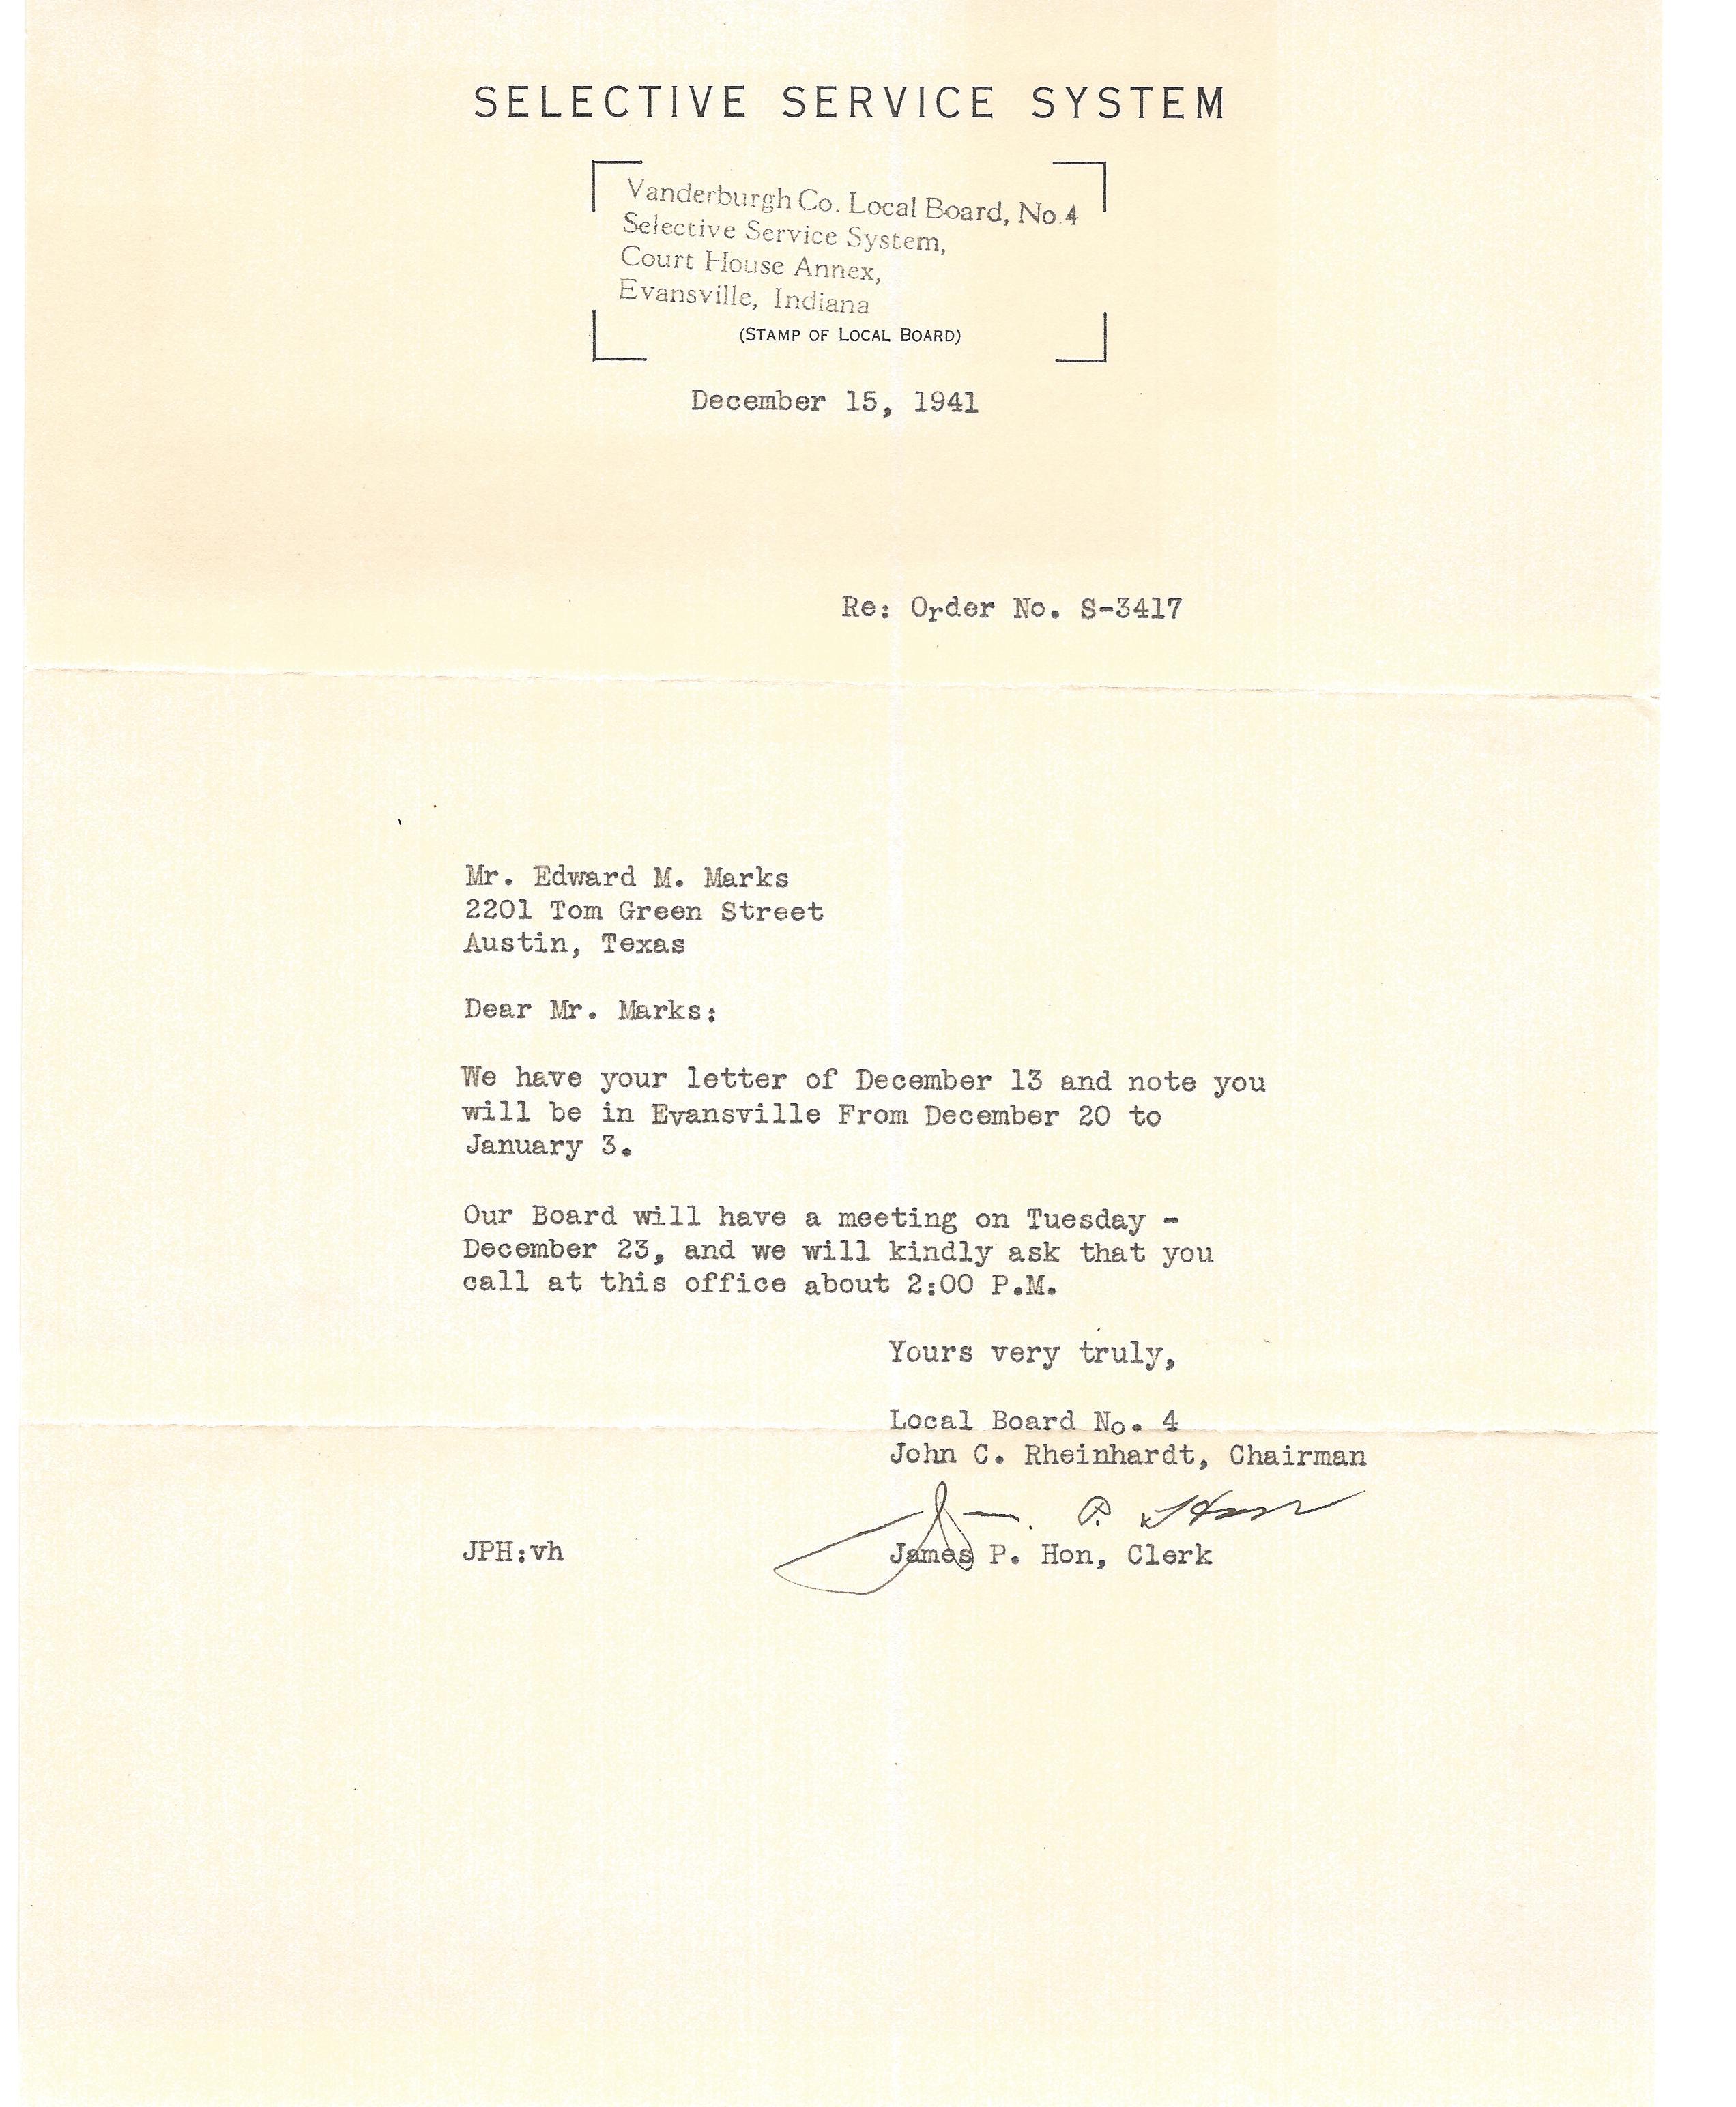 SELECTIVE SERVICE SYSTEM
Vanderburgh Co. Local Board, No.4
Selective Service System,
Court House Annex,
Evansville, Indiana
(STAMP OF LOCAL BOARD)
December 15, 1941
Re: Order No. S-3417
Mr. Edward M. Marks
2201 Tom Green Street
Austin, Texas
Dear Mr. Marks:
We have your letter of December 13 and note you
will be in Evansville From December 20 to
January 3.
Our Board will have a meeting on Tuesday -
December 23, and we will kindly ask that you
call at this office about 2:00 P.M.
Yours very truly,
Local Board No. 4
John C. Rheinhardt, Chairman
Jas. P. Hon
JPH:vh James P. Hon, Clerk